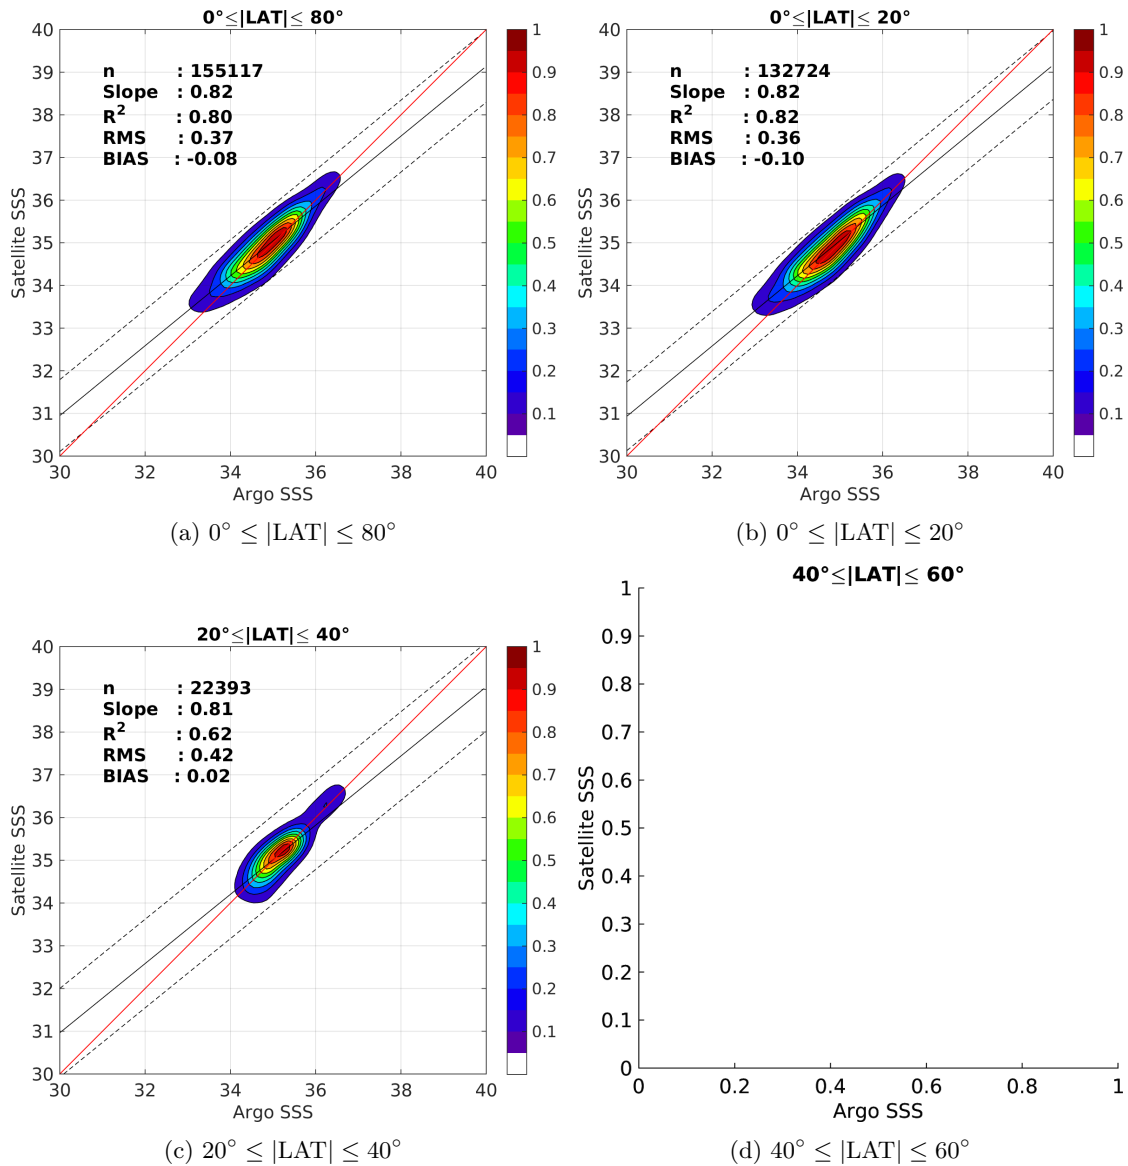 0°≤|LAT|≤ 80°
n : 155117
Slope : 0.82
R² : 0.80
RMS : 0.37
BIAS : -0.08
40
39
38
37
36
35
34
33
32
31
30
Satellite SSS
30 32 34 36 38 40
Argo SSS
1
0.9
0.8
0.7
0.6
0.5
0.4
0.3
0.2
0.1
(a) 0° ≤ |LAT| ≤ 80°
0°≤|LAT|≤ 20°
n : 132724
Slope : 0.82
R² : 0.82
RMS : 0.36
BIAS : -0.10
40
39
38
37
36
35
34
33
32
31
30
Satellite SSS
30 32 34 36 38 40
Argo SSS
1
0.9
0.8
0.7
0.6
0.5
0.4
0.3
0.2
0.1
(b) 0° ≤ |LAT| ≤ 20°
20°≤|LAT|≤ 40°
n : 22393
Slope : 0.81
R² : 0.62
RMS : 0.42
BIAS : 0.02
40
39
38
37
36
35
34
33
32
31
30
Satellite SSS
30 32 34 36 38 40
Argo SSS
1
0.9
0.8
0.7
0.6
0.5
0.4
0.3
0.2
0.1
(c) 20° ≤ |LAT| ≤ 40°
40°≤|LAT|≤ 60°
1
0.9
0.8
0.7
0.6
0.5
0.4
0.3
0.2
0.1
0
Satellite SSS
0 0.2 0.4 0.6 0.8 1
Argo SSS
(d) 40° ≤ |LAT| ≤ 60°